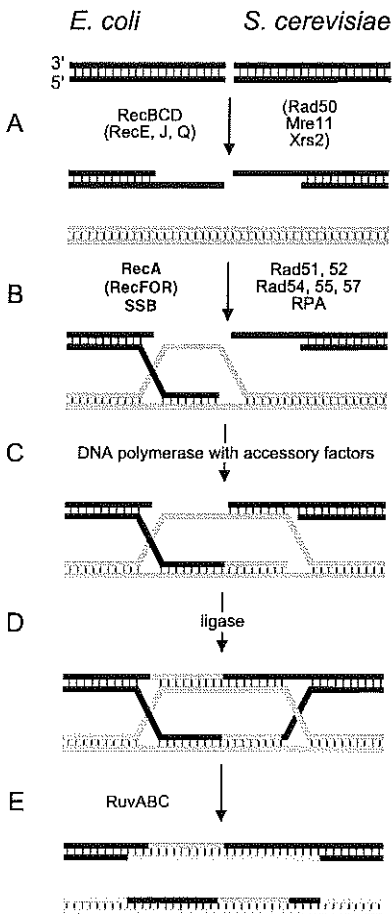 E. coli S. cerevisiae
3'
5'
A
RecBCD (Rad50
(RecE, J, Q) Mre11
Xrs2)
B
RecA Rad51, 52
(RecFOR) Rad54, 55, 57
SSB RPA
C
DNA polymerase with accessory factors
D
ligase
E
RuvABC